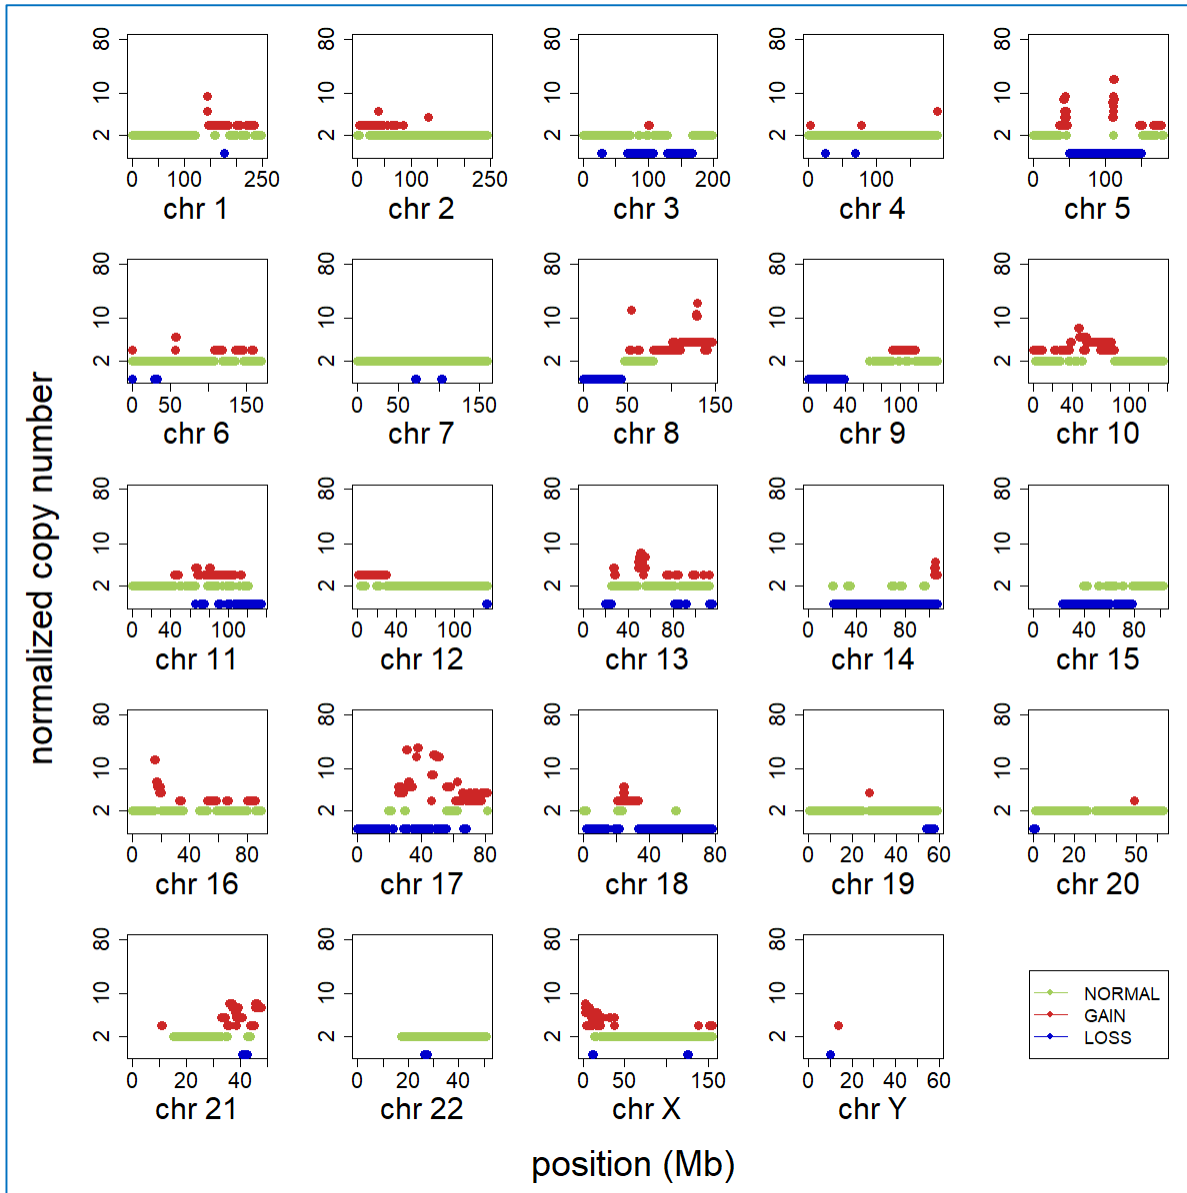 normalized copy number
80 10 2 80 10 2 80 10 2 80 10 2 80 10 2
0 100 250 0 100 250 0 100 200 0 100 0 100
chr 1 chr 2 chr 3 chr 4 chr 5
80 10 2 80 10 2 80 10 2 80 10 2 80 10 2
0 50 150 0 50 150 0 50 150 0 40 100 0 40 100
chr 6 chr 7 chr 8 chr 9 chr 10
80 10 2 80 10 2 80 10 2 80 10 2 80 10 2
0 40 100 0 40 100 0 40 80 0 40 80 0 40 80
chr 11 chr 12 chr 13 chr 14 chr 15
80 10 2 80 10 2 80 10 2 80 10 2 80 10 2
0 40 80 0 40 80 0 40 80 0 20 40 60 0 20 50
chr 16 chr 17 chr 18 chr 19 chr 20
80 10 2 80 10 2 80 10 2 80 10 2
0 20 40 0 20 40 0 50 150 0 20 40 60
chr 21 chr 22 chr X chr Y
NORMAL
GAIN
LOSS
position (Mb)